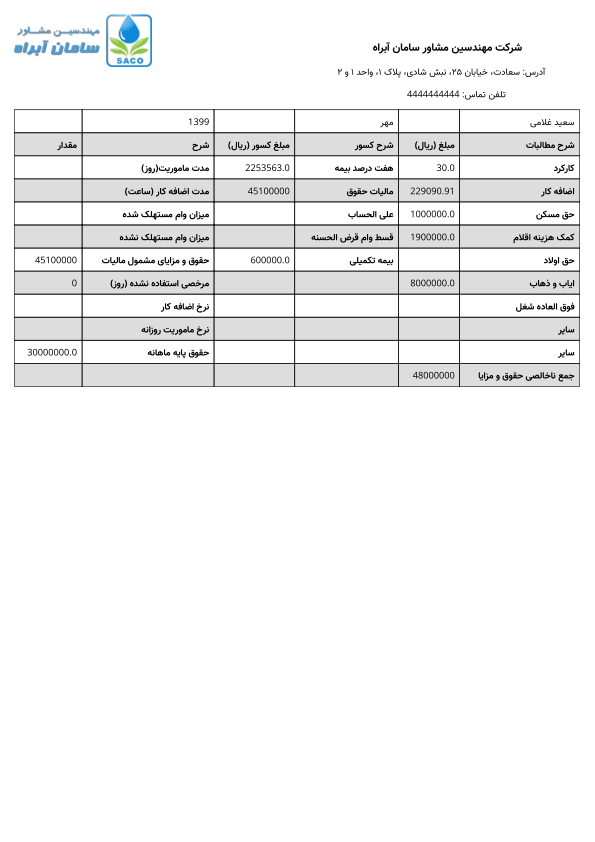 مهندسین مشاور
سامان آبراه
SACO
شرکت مهندسین مشاور سامان آبراه
آدرس: سعادت، خیابان ۲۵، نبش شادی، پلاک ۱، واحد ۱ و ۲
تلفن تماس: 4444444444
سعید غلامی مهر 1399
شرح مطالبات مبلغ (ریال) شرح کسور مبلغ کسور (ریال) شرح مقدار
کارکرد 30.0 هفت درصد بیمه 2253563.0 مدت ماموریت(روز)
اضافه کار 229090.91 مالیات حقوق 45100000 مدت اضافه کار (ساعت)
حق مسکن 1000000.0 علی الحساب میزان وام مستهلک شده
کمک هزینه اقلام 1900000.0 قسط وام قرض الحسنه میزان وام مستهلک نشده
حق اولاد بیمه تکمیلی 600000.0 حقوق و مزایای مشمول مالیات 45100000
ایاب و ذهاب 8000000.0 مرخصی استفاده نشده (روز) 0
فوق العاده شغل نرخ اضافه کار
سایر نرخ ماموریت روزانه
سایر حقوق پایه ماهانه 30000000.0
جمع ناخالصی حقوق و مزایا 48000000